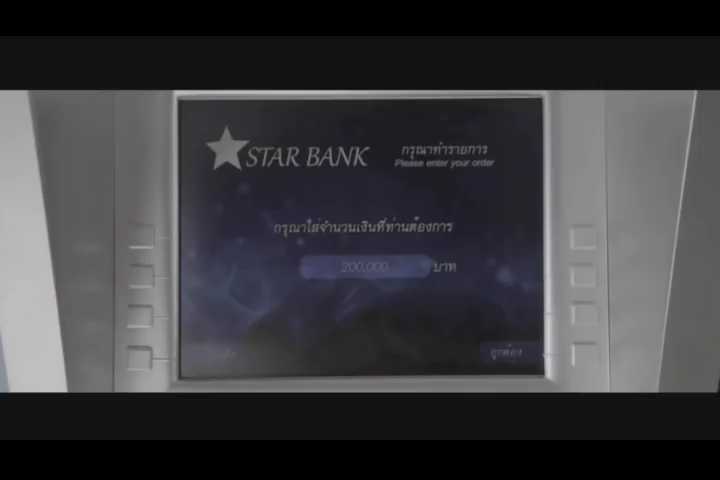 STAR BANK
กรุณาทำรายการ
Please enter your order
กรุณาใส่จำนวนเงินที่ท่านต้องการ
200,000 บาท
ถูกต้อง